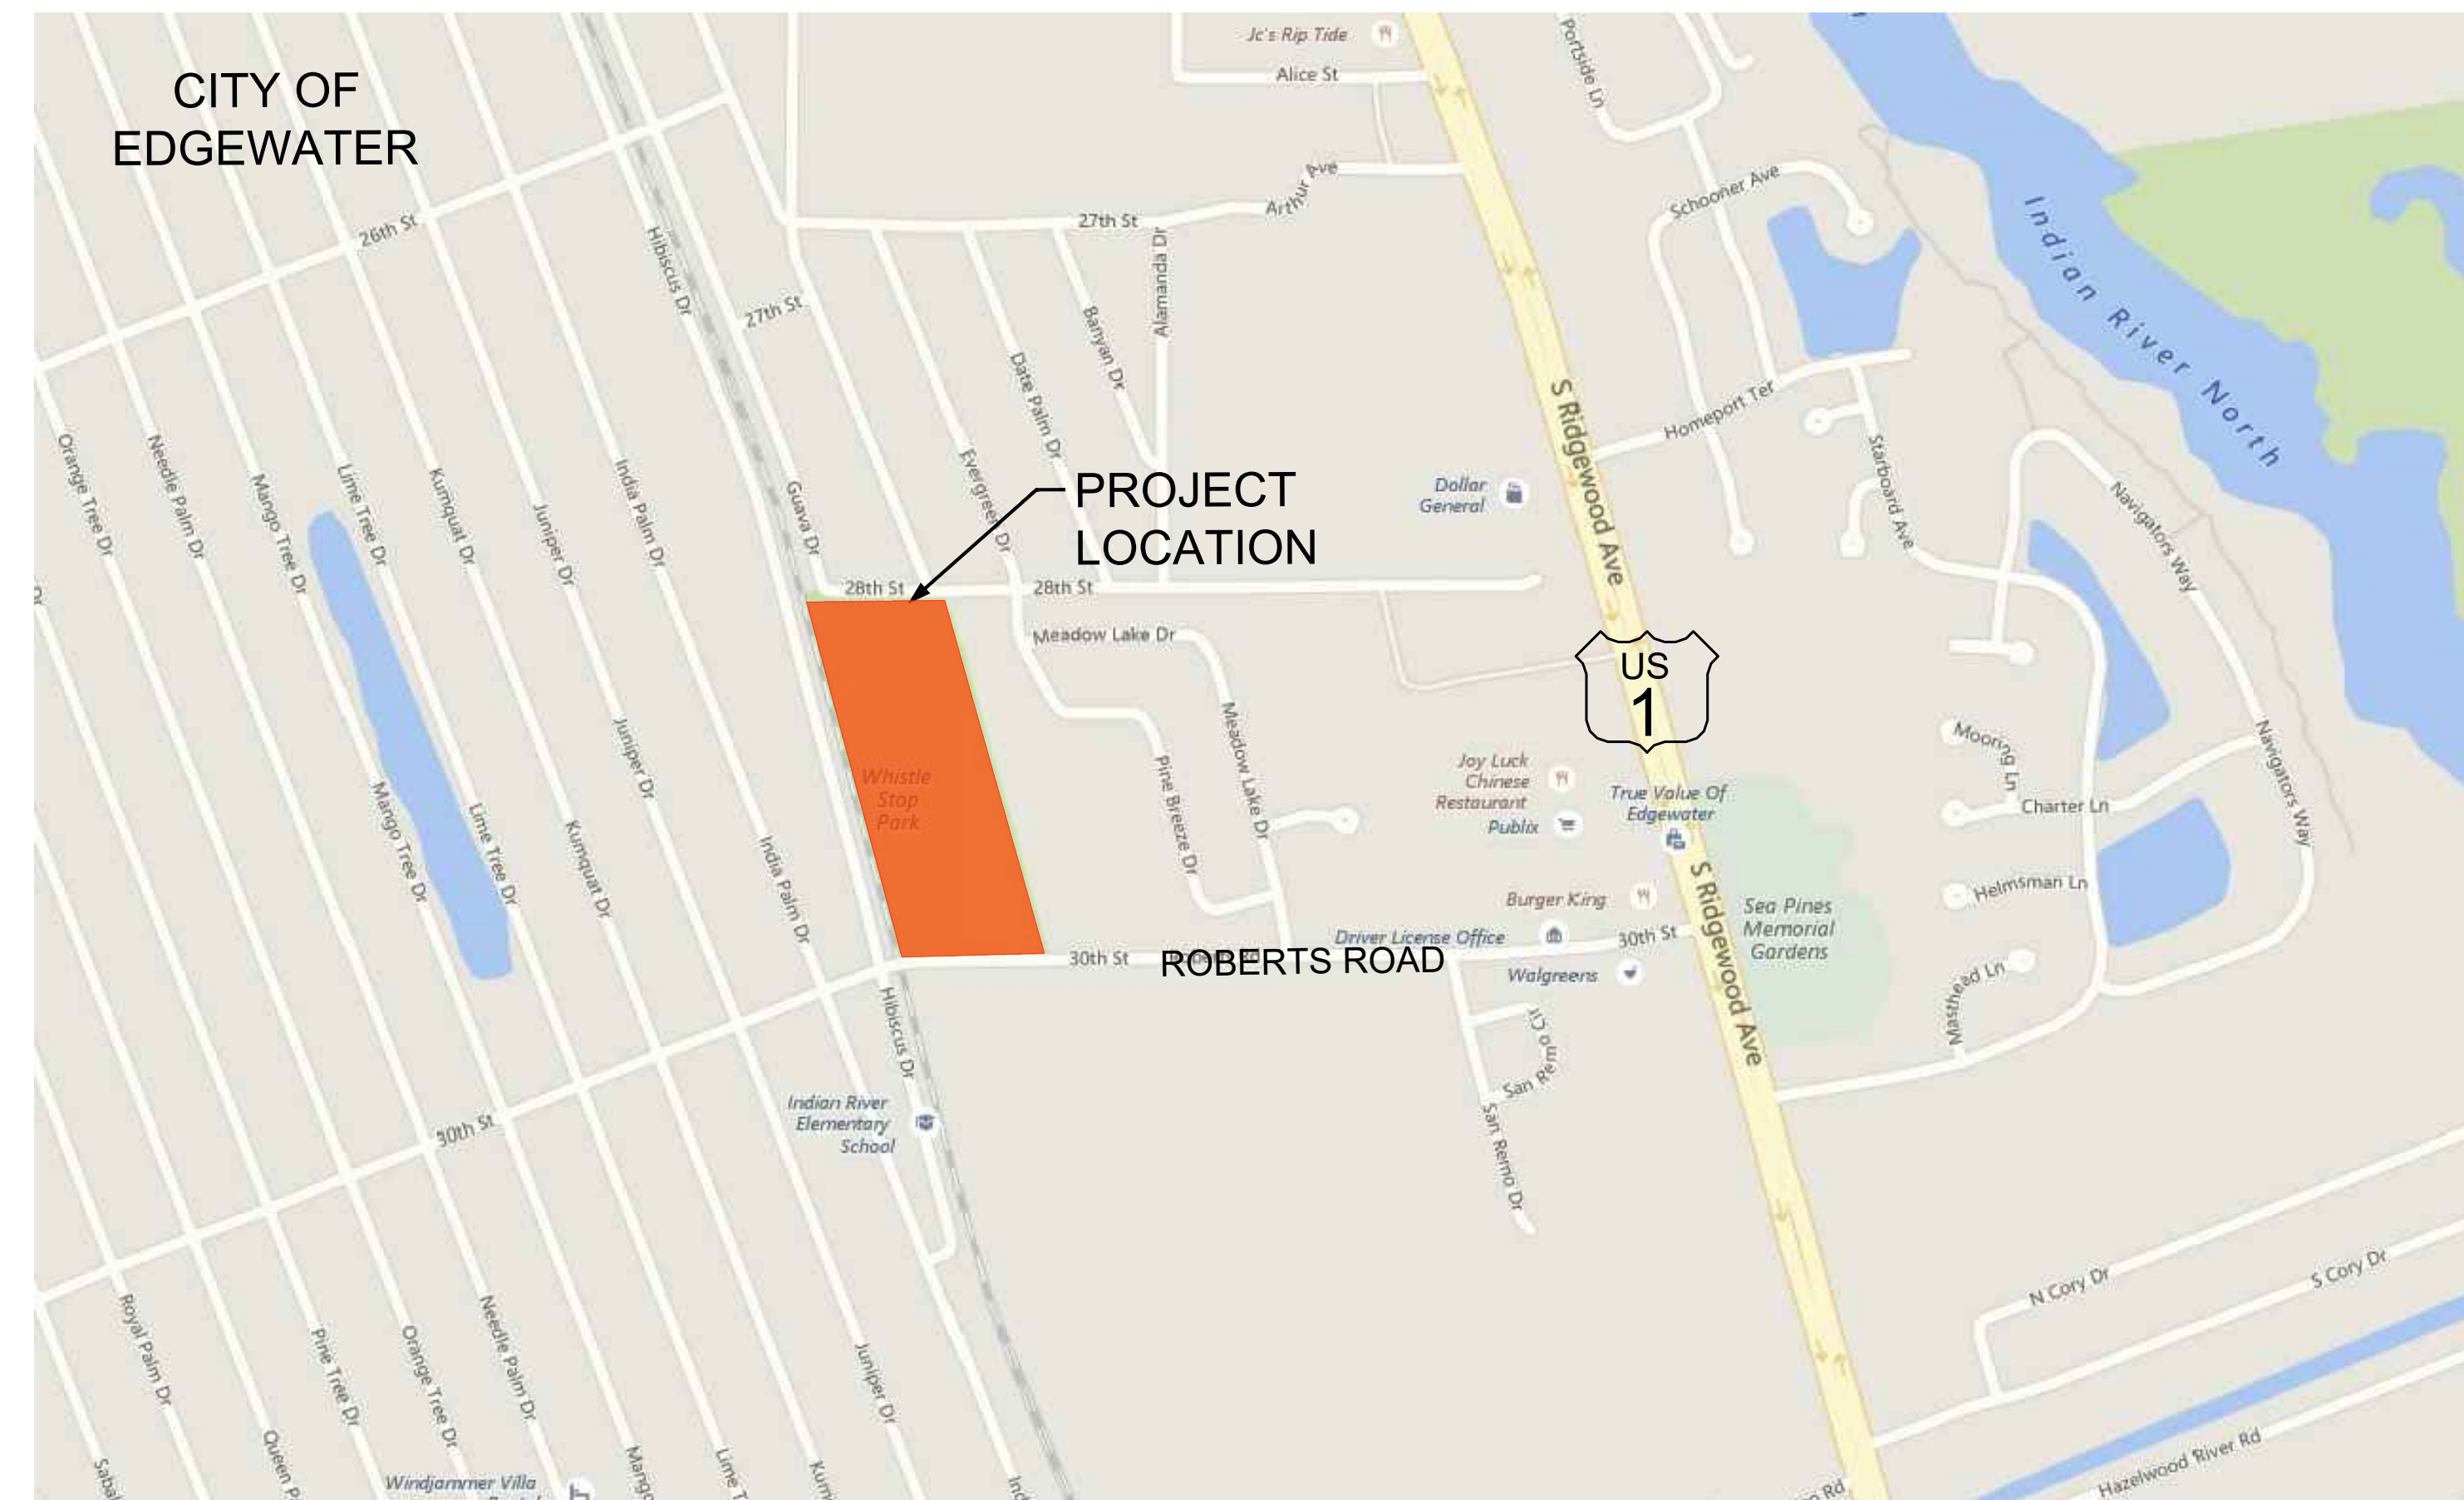 CITY OF
EDGEWATER
Jc's Rip Tide
Alice St
Portside Ln
Arthur Ave
Schooner Ave
26th St
Hibiscus Dr
27th St
27th St
Alamanda Dr
Banyan Dr
Date Palm Dr
Evergreen Dr
Guava Dr
Indian River North
Homeport Ter
S Ridgewood Ave
Starboard Ave
Navigators Way
Orange Tree Dr
Needle Palm Dr
Mango Tree Dr
Lime Tree Dr
Kumquat Dr
Juniper Dr
India Palm Dr
PROJECT
LOCATION
Dollar
General
28th St
28th St
Meadow Lake Dr
US
1
Whistle
Stop
Park
Juniper Dr
Mango Tree Dr
Lime Tree Dr
Kumquat Dr
India Palm Dr
Pine Breeze Dr
Meadow Lake Dr
Joy Luck
Chinese
Restaurant
Publix
True Value Of
Edgewater
Mooring Ln
Charter Ln
Navigators Way
Helmsman Ln
Burger King
Driver License Office
30th St
S Ridgewood Ave
Sea Pines
Memorial
Gardens
30th St
ROBERTS ROAD
Walgreens
Masthead Ln
Hibiscus Dr
San Remo Cir
San Remo Dr
Indian River
Elementary
School
30th St
N Cory Dr
S Cory Dr
Royal Palm Dr
Pine Tree Dr
Orange Tree Dr
Needle Palm Dr
Juniper Dr
Sabal
Queen P
Windjammer Villa
Mango
Lime T
Kum
Ind
Rd
Hazelwood River Rd